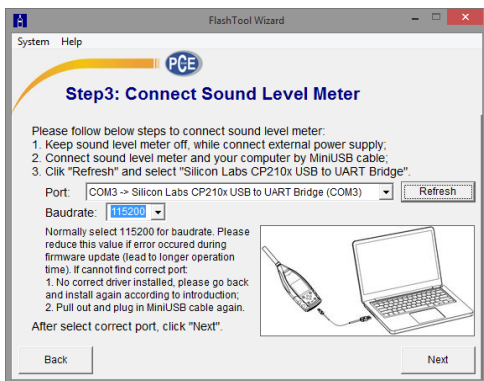 FlashTool Wizard
System Help
PCE
Step3: Connect Sound Level Meter
Please follow below steps to connect sound level meter:
1. Keep sound level meter off, while connect external power supply;
2. Connect sound level meter and your computer by MiniUSB cable;
3. Clik "Refresh" and select "Silicon Labs CP210x USB to UART Bridge".
Port: COM3 -> Silicon Labs CP210x USB to UART Bridge (COM3) Refresh
Baudrate: 115200
Normally select 115200 for baudrate. Please
reduce this value if error occured during
firmware update (lead to longer operation
time). If cannot find correct port:
1. No correct driver installed, please go back
and install again according to introduction;
2. Pull out and plug in MiniUSB cable again.
After select correct port, click "Next".
Back Next